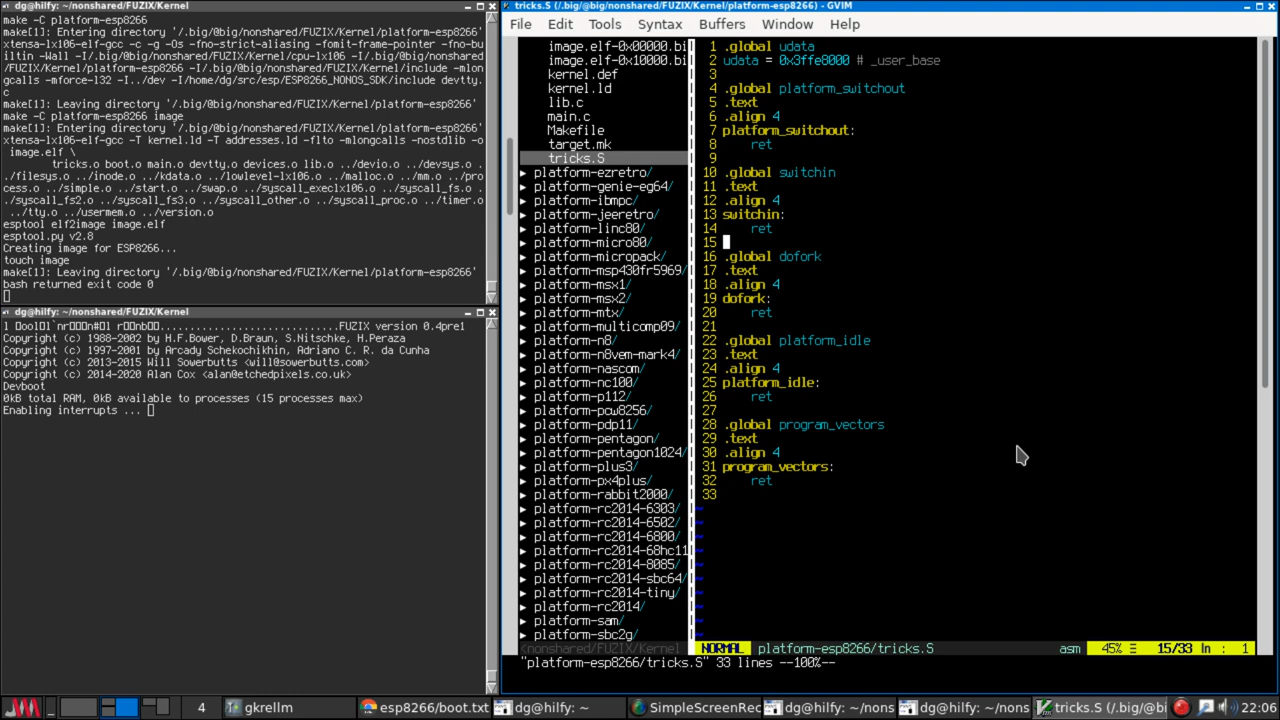 dg@hilfy: ~/nonshared/FUZIX/Kernel
make -C platform-esp8266
make[1]: Entering directory '/.big/@big/nonshared/FUZIX/Kernel/platform-esp8266'
xtensa-lx106-elf-gcc -c -g -Os -fno-strict-aliasing -fomit-frame-pointer -fno-bu
iltin -Wall -I/.big/@big/nonshared/FUZIX/Kernel/cpu-lx106 -I/.big/@big/nonshared
/FUZIX/Kernel/platform-esp8266 -I/.big/@big/nonshared/FUZIX/Kernel/include -mlon
gcalls -mforce-l32 -I../dev -I/home/dg/src/esp/ESP8266_NONOS_SDK/include devtty.
c
make[1]: Leaving directory '/.big/@big/nonshared/FUZIX/Kernel/platform-esp8266'
make -C platform-esp8266 image
make[1]: Entering directory '/.big/@big/nonshared/FUZIX/Kernel/platform-esp8266'
xtensa-lx106-elf-gcc -T kernel.ld -T addresses.ld -flto -mlongcalls -nostdlib -o
 image.elf \
tricks.o boot.o main.o devtty.o devices.o lib.o ../devio.o ../devsys.o .
./filesys.o ../inode.o ../kdata.o ../lowlevel-lx106.o ../malloc.o ../mm.o ../pro
cess.o ../simple.o ../start.o ../swap.o ../syscall_execlx106.o ../syscall_fs.o .
./syscall_fs2.o ../syscall_fs3.o ../syscall_other.o ../syscall_proc.o ../timer.o
 ../tty.o ../usermem.o ../version.o
esptool elf2image image.elf
esptool.py v2.8
Creating image for ESP8266...
touch image
make[1]: Leaving directory '/.big/@big/nonshared/FUZIX/Kernel/platform-esp8266'
bash returned exit code 0
dg@hilfy: ~/nonshared/FUZIX/Kernel
FUZIX version 0.4pre1
Copyright (c) 1988-2002 by H.F.Bower, D.Braun, S.Nitschke, H.Peraza
Copyright (c) 1997-2001 by Arcady Schekochikhin, Adriano C. R. da Cunha
Copyright (c) 2013-2015 Will Sowerbutts <will@sowerbutts.com>
Copyright (c) 2014-2020 Alan Cox <alan@etchedpixels.co.uk>
Devboot
0kB total RAM, 0kB available to processes (15 processes max)
Enabling interrupts ...
tricks.S (/.big/@big/nonshared/FUZIX/Kernel/platform-esp8266) - GVIM
File Edit Tools Syntax Buffers Window Help
image.elf-0x00000.bi
image.elf-0x10000.bi
kernel.def
kernel.ld
lib.c
main.c
Makefile
target.mk
tricks.S
▶ platform-ezretro/
▶ platform-genie-eg64/
▶ platform-ibmpc/
▶ platform-jeeretro/
▶ platform-linc80/
▶ platform-micro80/
▶ platform-micropack/
▶ platform-msp430fr5969/
▶ platform-msx1/
▶ platform-msx2/
▶ platform-mtx/
▶ platform-multicomp09/
▶ platform-n8/
▶ platform-n8vem-mark4/
▶ platform-nascom/
▶ platform-nc100/
▶ platform-p112/
▶ platform-pcw8256/
▶ platform-pdp11/
▶ platform-pentagon/
▶ platform-pentagon1024/
▶ platform-plus3/
▶ platform-px4plus/
▶ platform-rabbit2000/
▶ platform-rc2014-6303/
▶ platform-rc2014-6502/
▶ platform-rc2014-6800/
▶ platform-rc2014-68hc11
▶ platform-rc2014-8085/
▶ platform-rc2014-sbc64/
▶ platform-rc2014-tiny/
▶ platform-rc2014/
▶ platform-sam/
▶ platform-sbc2g/
<nonshared/FUZIX/Kernel
1 .global udata
2 udata = 0x3ffe8000 # _user_base
3
4 .global platform_switchout
5 .text
6 .align 4
7 platform_switchout:
8 ret
9
10 .global switchin
11 .text
12 .align 4
13 switchin:
14 ret
15
16 .global dofork
17 .text
18 .align 4
19 dofork:
20 ret
21
22 .global platform_idle
23 .text
24 .align 4
25 platform_idle:
26 ret
27
28 .global program_vectors
29 .text
30 .align 4
31 program_vectors:
32 ret
33
NORMAL platform-esp8266/tricks.S asm 45% Ξ 15/33 ln : 1
"platform-esp8266/tricks.S" 33 lines --100%--
4 gkrellm esp8266/boot.txt dg@hilfy: ~ SimpleScreenRec dg@hilfy: ~/nons dg@hilfy: ~/nons tricks.S (/.big/@bi 22:06